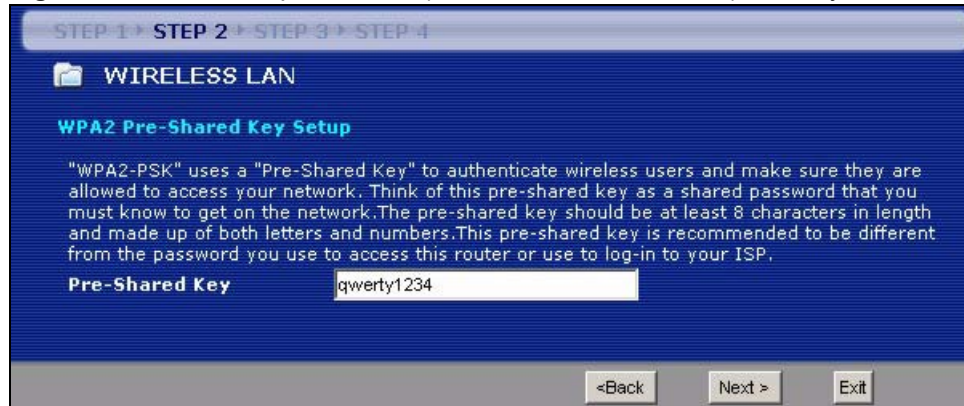 STEP 1 STEP 2 STEP 3 STEP 4
WIRELESS LAN
WPA2 Pre-Shared Key Setup
"WPA2-PSK" uses a "Pre-Shared Key" to authenticate wireless users and make sure they are
allowed to access your network. Think of this pre-shared key as a shared password that you
must know to get on the network.The pre-shared key should be at least 8 characters in length
and made up of both letters and numbers.This pre-shared key is recommended to be different
from the password you use to access this router or use to log-in to your ISP.
Pre-Shared Key qwerty1234
<Back Next > Exit